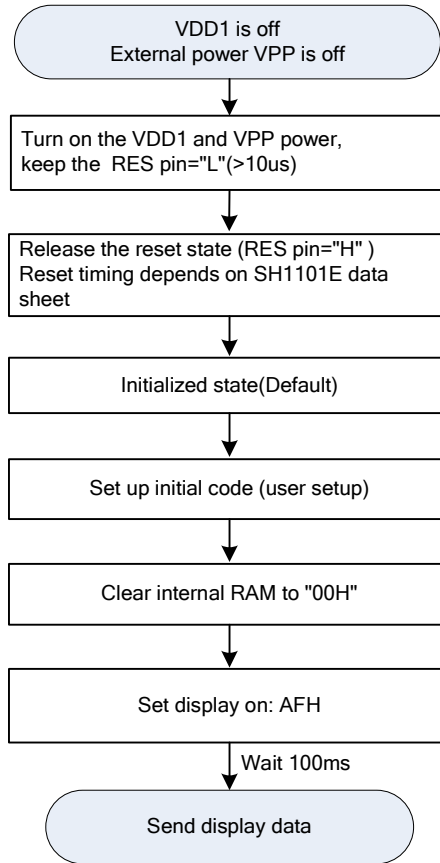 VDD1 is off
External power VPP is off
Turn on the VDD1 and VPP power,
keep the RES pin="L"(>10us)
Release the reset state (RES pin="H" )
Reset timing depends on SH1101E data
sheet
Initialized state(Default)
Set up initial code (user setup)
Clear internal RAM to "00H"
Set display on: AFH
Wait 100ms
Send display data